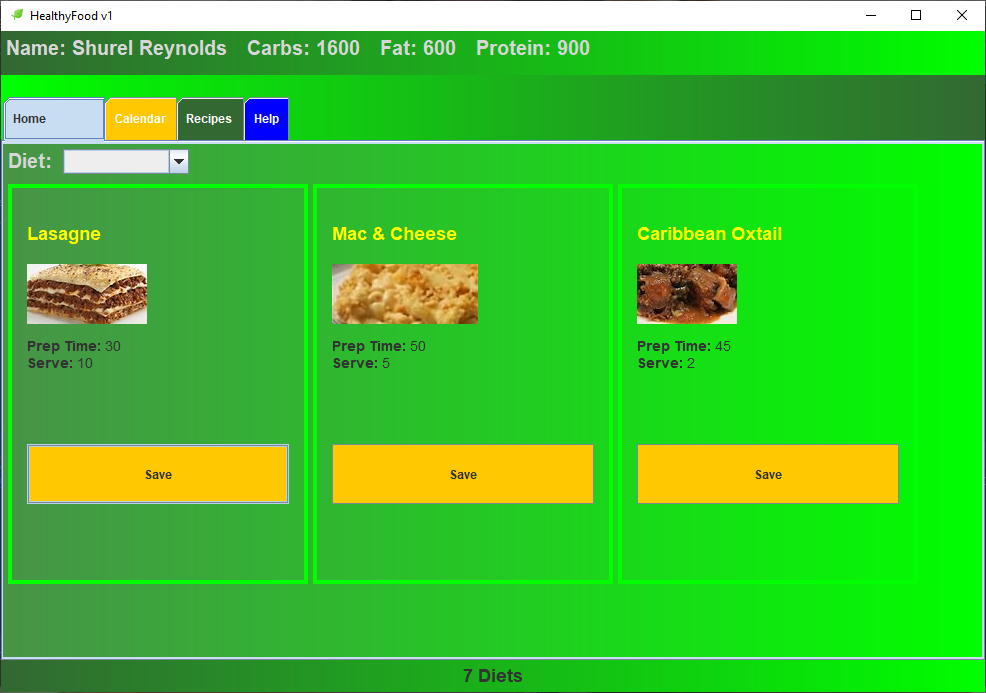 HealthyFood v1
Name: Shurel Reynolds Carbs: 1600 Fat: 600 Protein: 900
Home Calendar Recipes Help
Diet:
Lasagne Mac & Cheese Caribbean Oxtail
Prep Time: 30 Prep Time: 50 Prep Time: 45
Serve: 10 Serve: 5 Serve: 2
Save Save Save
7 Diets